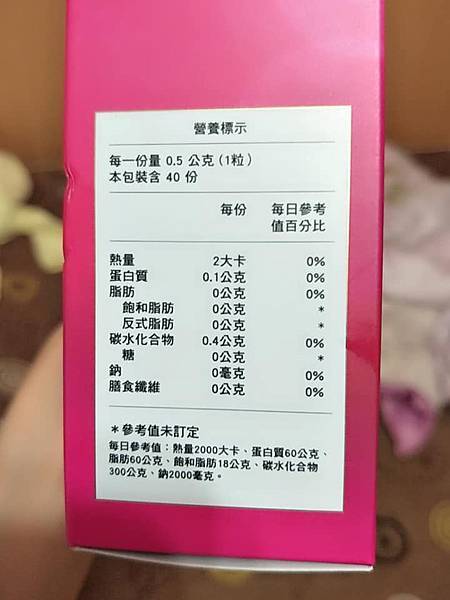 營養標示
每一份量 0.5 公克 (1粒)
本包裝含 40 份
每份 每日參考
值百分比
熱量 2大卡 0%
蛋白質 0.1公克 0%
脂肪 0公克 0%
飽和脂肪 0公克 *
反式脂肪 0公克 *
碳水化合物 0.4公克 0%
糖 0公克 *
鈉 0毫克 0%
膳食纖維 0公克 0%
*參考值未訂定
每日參考值：熱量2000大卡、蛋白質60公克、
脂肪60公克、飽和脂肪18公克、碳水化合物
300公克、鈉2000毫克。